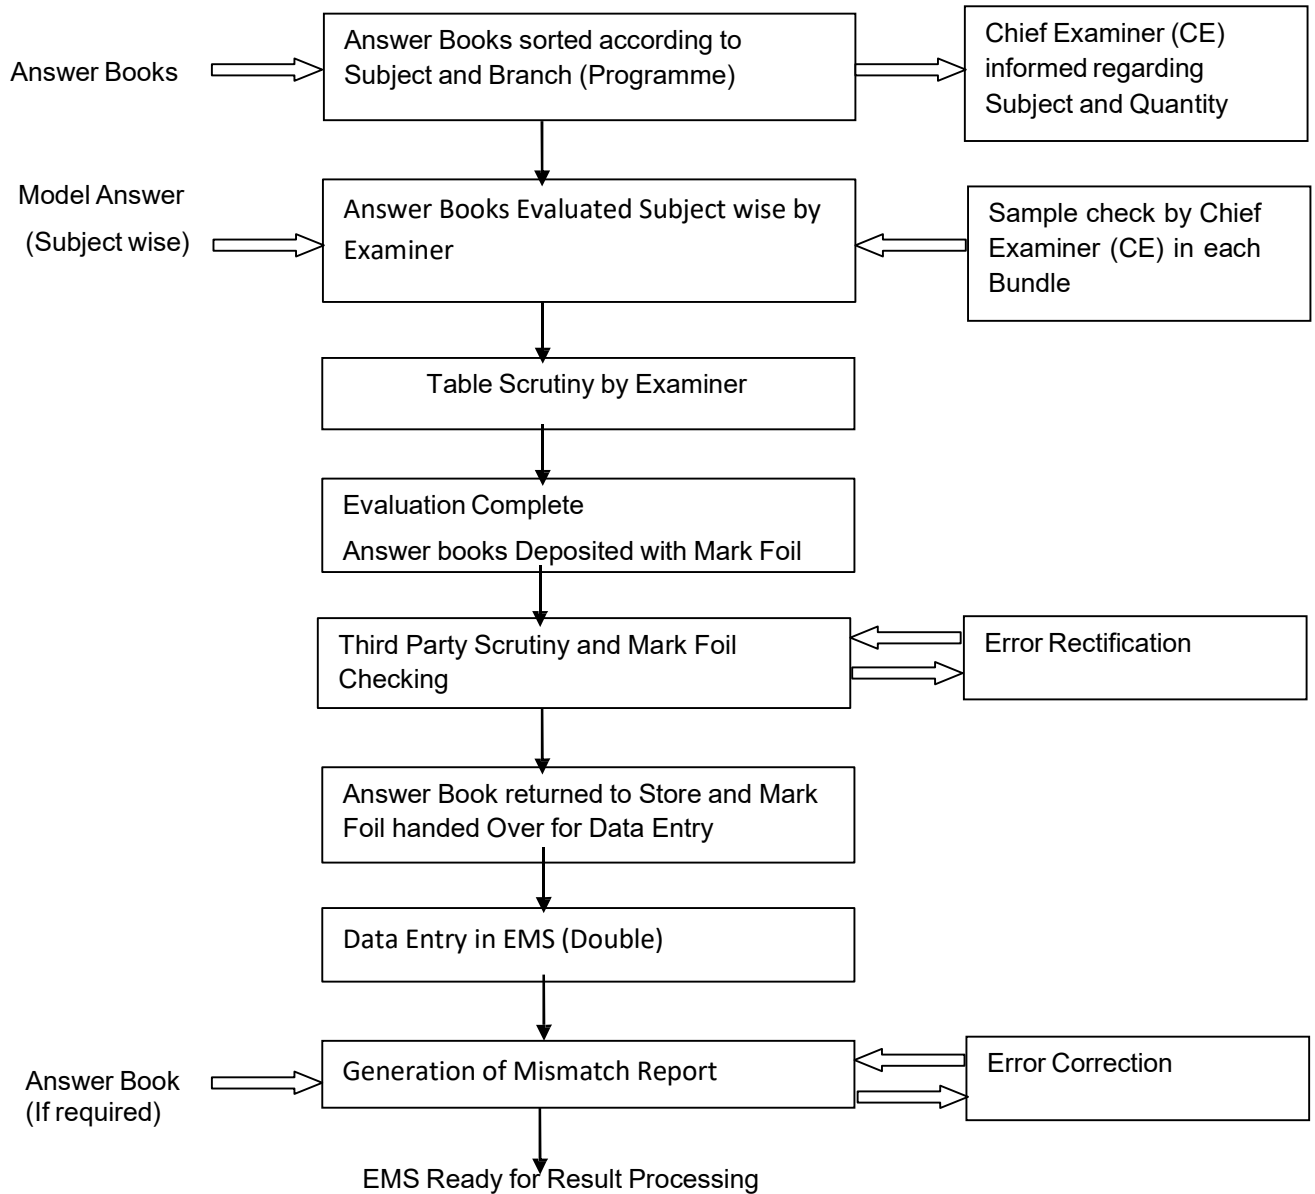 Answer Books
Answer Books sorted according to
Subject and Branch (Programme)
Chief Examiner (CE)
informed regarding
Subject and Quantity
Model Answer
(Subject wise)
Answer Books Evaluated Subject wise by
Examiner
Sample check by Chief
Examiner (CE) in each
Bundle
Table Scrutiny by Examiner
Evaluation Complete
Answer books Deposited with Mark Foil
Third Party Scrutiny and Mark Foil
Checking
Error Rectification
Answer Book returned to Store and Mark
Foil handed Over for Data Entry
Data Entry in EMS (Double)
Answer Book
(If required)
Generation of Mismatch Report
Error Correction
EMS Ready for Result Processing